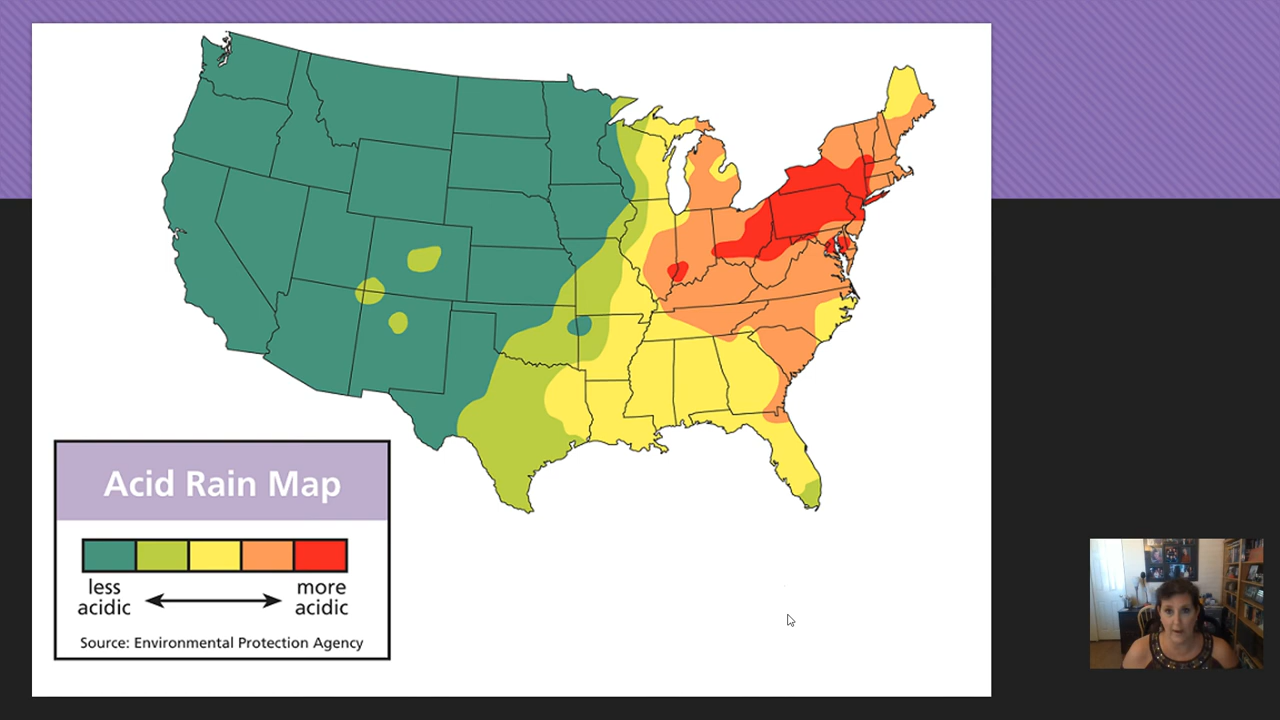 Acid Rain Map
less
acidic
more
acidic
Source: Environmental Protection Agency